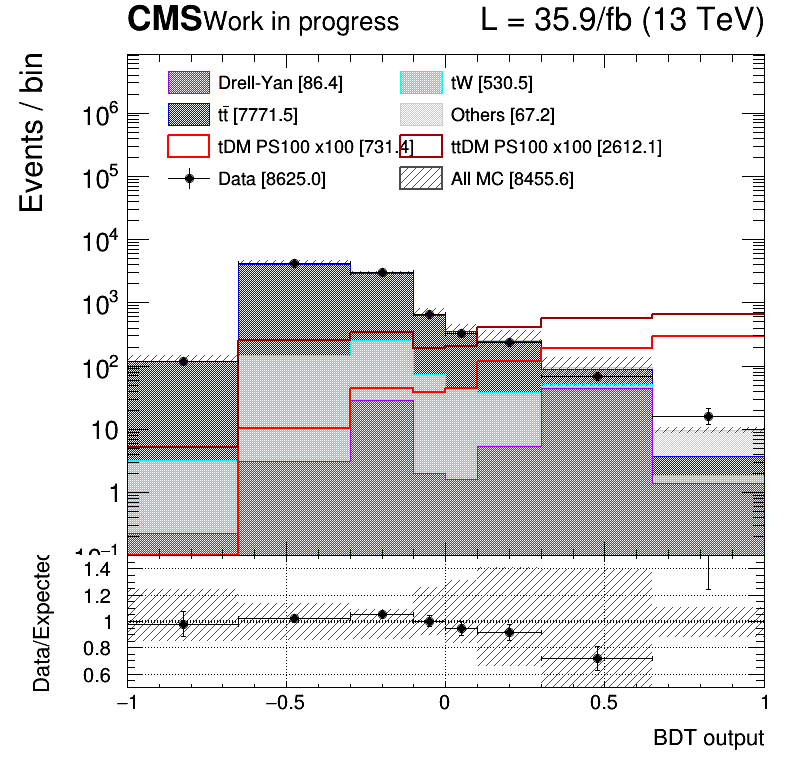 CMS Work in progress L = 35.9/fb (13 TeV)
Events / bin
Drell-Yan [86.4] tW [530.5]
tt̄ [7771.5] Others [67.2]
tDM PS100 x100 [731.4] ttDM PS100 x100 [2612.1]
Data [8625.0] All MC [8455.6]
10⁶
10⁵
10⁴
10³
10²
10
1
10⁻¹
Data/Expected
1.4
1.2
1
0.8
0.6
−1 −0.5 0 0.5 1
BDT output